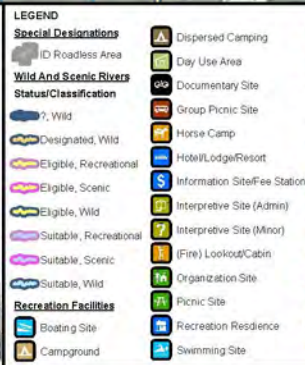 LEGEND
Special Designations
ID Roadless Area
Wild And Scenic Rivers
Status/Classification
?, Wild
Designated, Wild
Eligible, Recreational
Eligible, Scenic
Eligible, Wild
Suitable, Recreational
Suitable, Scenic
Suitable, Wild
Recreation Facilities
Boating Site
Campground
Dispersed Camping
Day Use Area
Documentary Site
Group Picnic Site
Horse Camp
Hotel/Lodge/Resort
Information Site/Fee Station
Interpretive Site (Admin)
Interpretive Site (Minor)
(Fire) Lookout/Cabin
Organization Site
Picnic Site
Recreation Resdience
Swimming Site